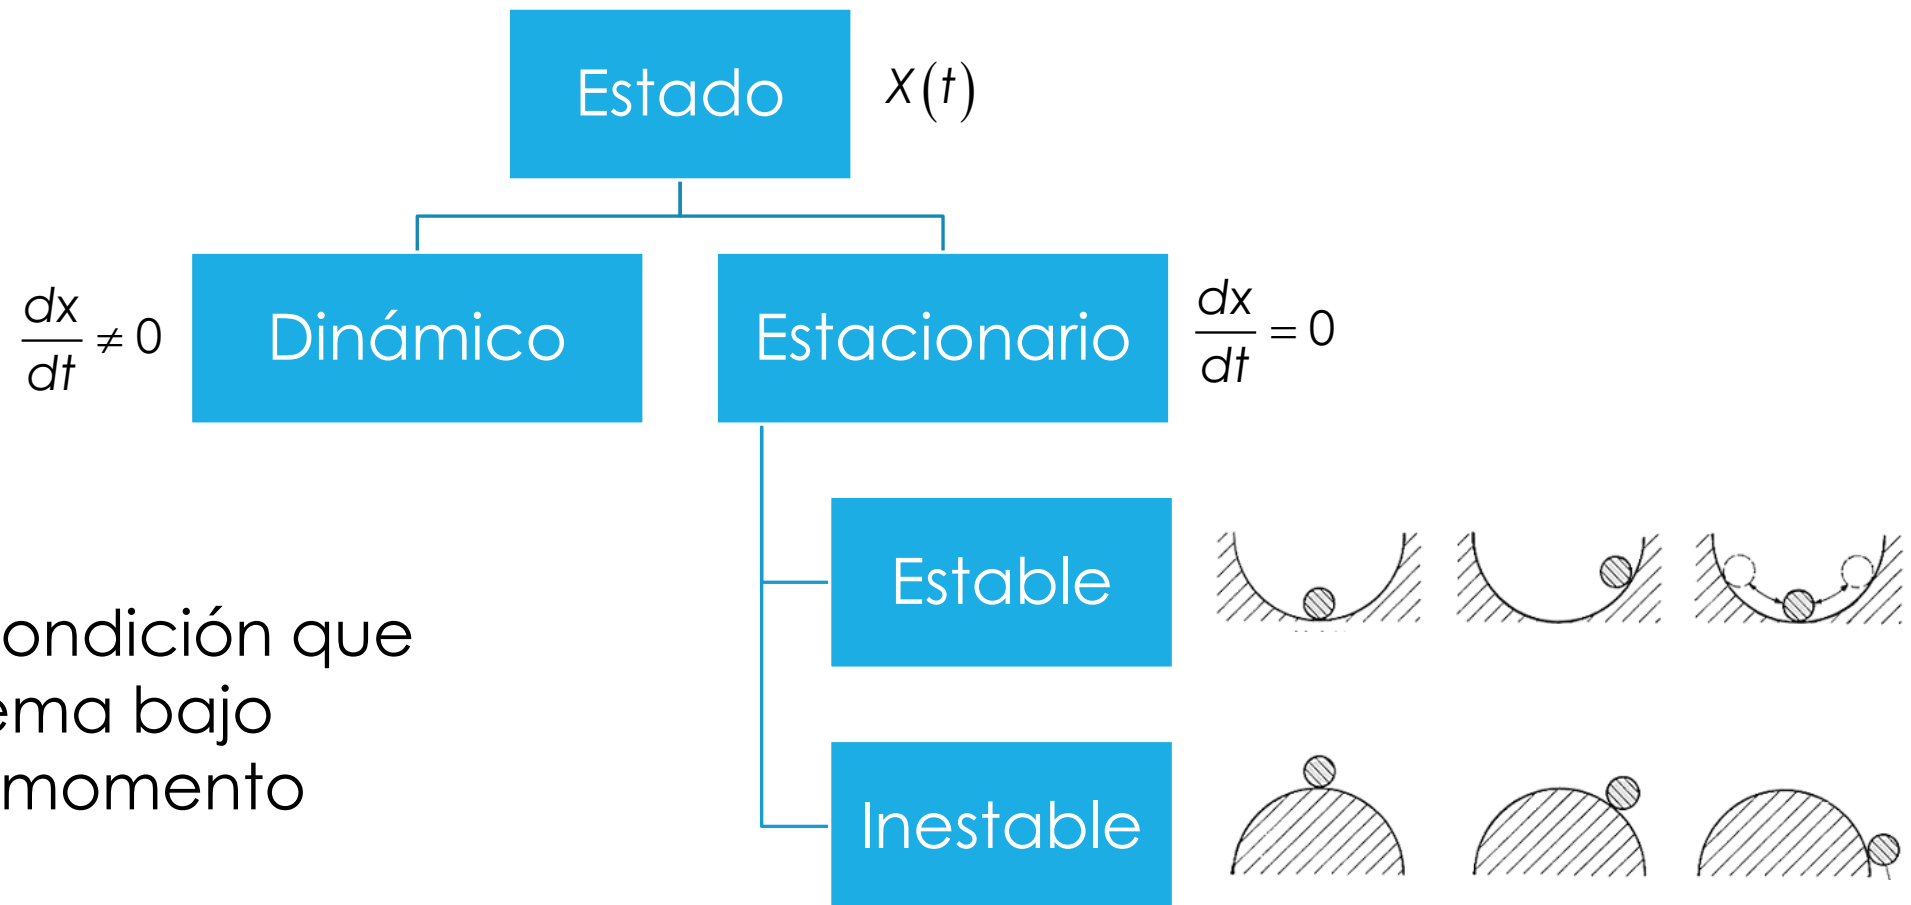 Estado
X(t)
dx/dt ≠ 0
Dinámico
Estacionario
dx/dt = 0
Estable
ondición que
ema bajo
momento
Inestable